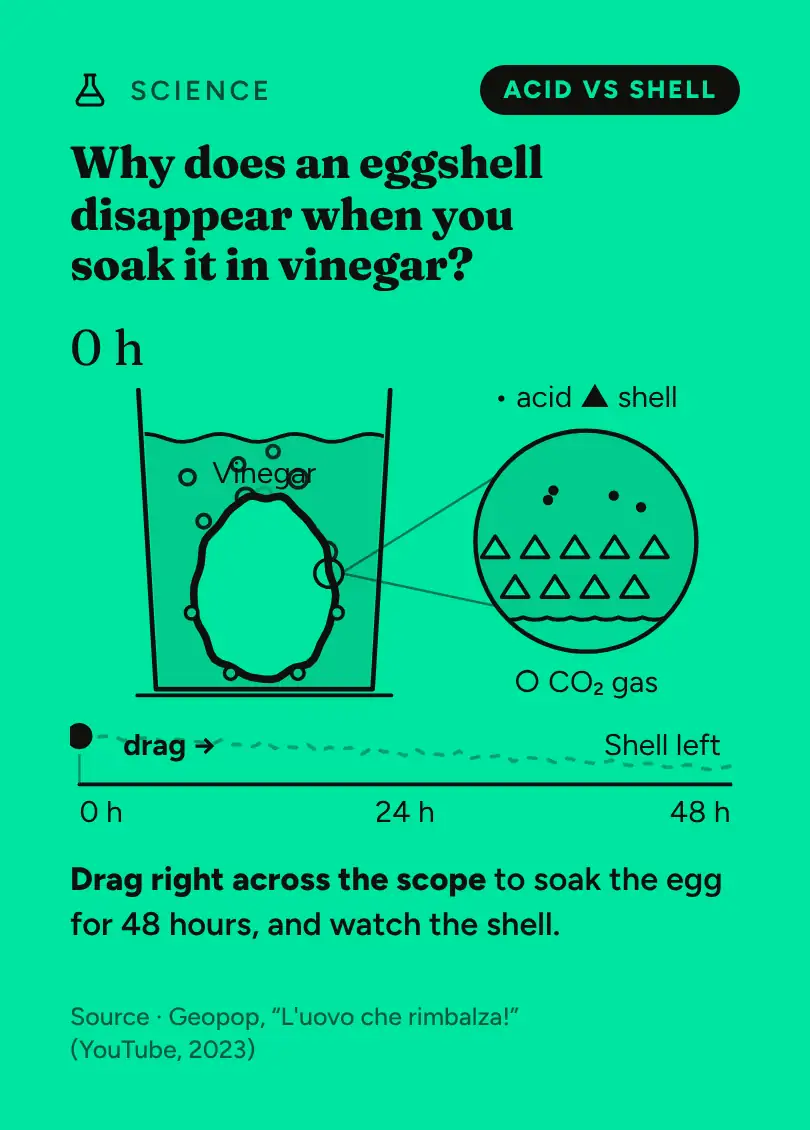 SCIENCE
ACID VS SHELL
Why does an eggshell
disappear when you
soak it in vinegar?
0 h
• acid ▲ shell
Vinegar
O CO₂ gas
drag →
Shell left
0 h
24 h
48 h
Drag right across the scope to soak the egg
for 48 hours, and watch the shell.
Source · Geopop, “L'uovo che rimbalza!”
(YouTube, 2023)